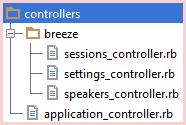 controllers
breeze
sessions_controller.rb
settings_controller.rb
speakers_controller.rb
application_controller.rb